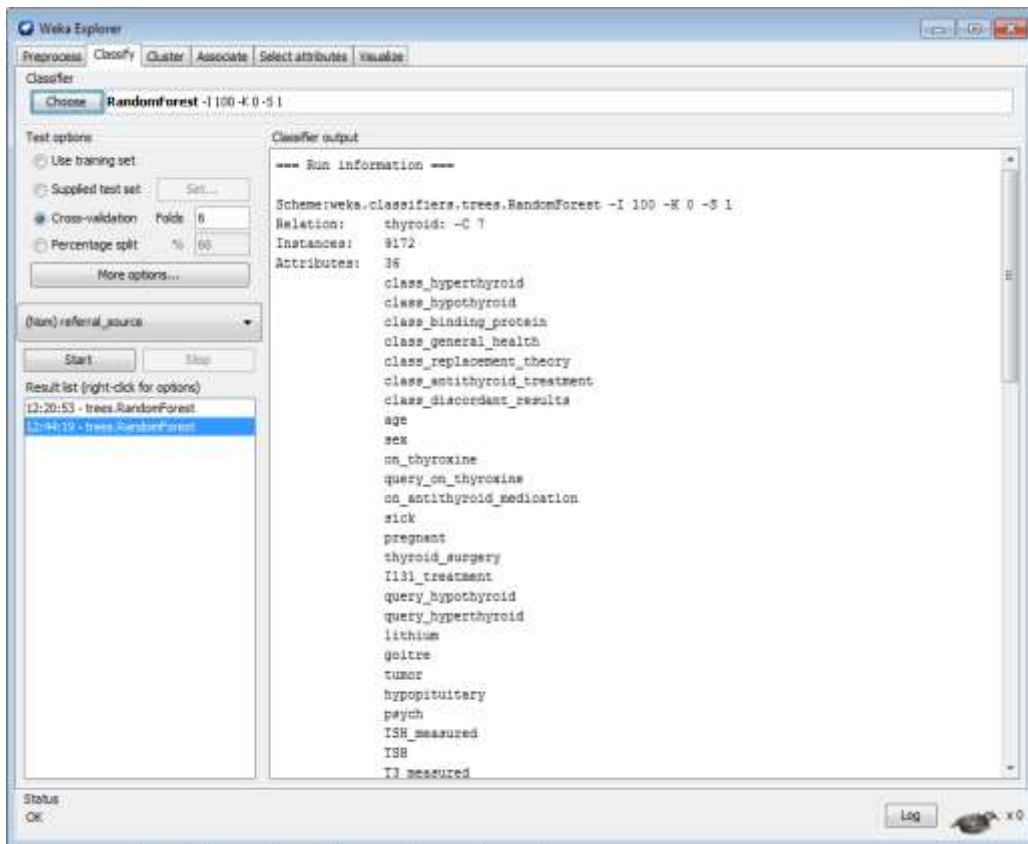 Weka Explorer
Preprocess Classify Cluster Associate Select attributes Visualize
Classifier
Choose RandomForest -I 100 -K 0 -S 1
Test options
Use training set
Supplied test set Set...
Cross-validation Folds 6
Percentage split % 66
More options...
(Nom) referral_source
Start Stop
Result list (right-click for options)
12:20:53 - trees.RandomForest
12:44:19 - trees.RandomForest
Classifier output
=== Run information ===
Scheme:weka.classifiers.trees.RandomForest -I 100 -K 0 -S 1
Relation: thyroid: -C 7
Instances: 9172
Attributes: 36
class_hyperthyroid
class_hypothyroid
class_binding_protein
class_general_health
class_replacement_theory
class_antithyroid_treatment
class_discordant_results
age
sex
on_thyroxine
query_on_thyroxine
on_antithyroid_medication
sick
pregnant
thyroid_surgery
I131_treatment
query_hypothyroid
query_hyperthyroid
lithium
goitre
tumor
hypopituitary
psych
TSH_measured
TSH
T3_measured
Status
OK
Log x 0